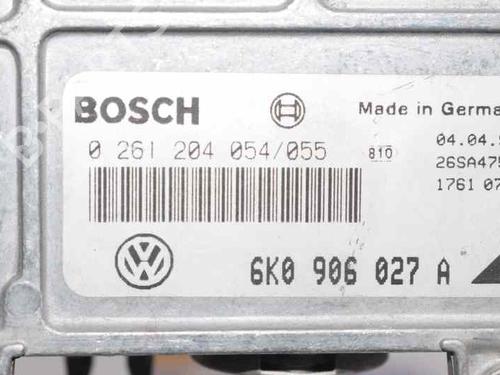 BOSCH
Made in Germa
0 261 204 054/055
810
04.04.
26SA475
1761 07
6K0 906 027 A